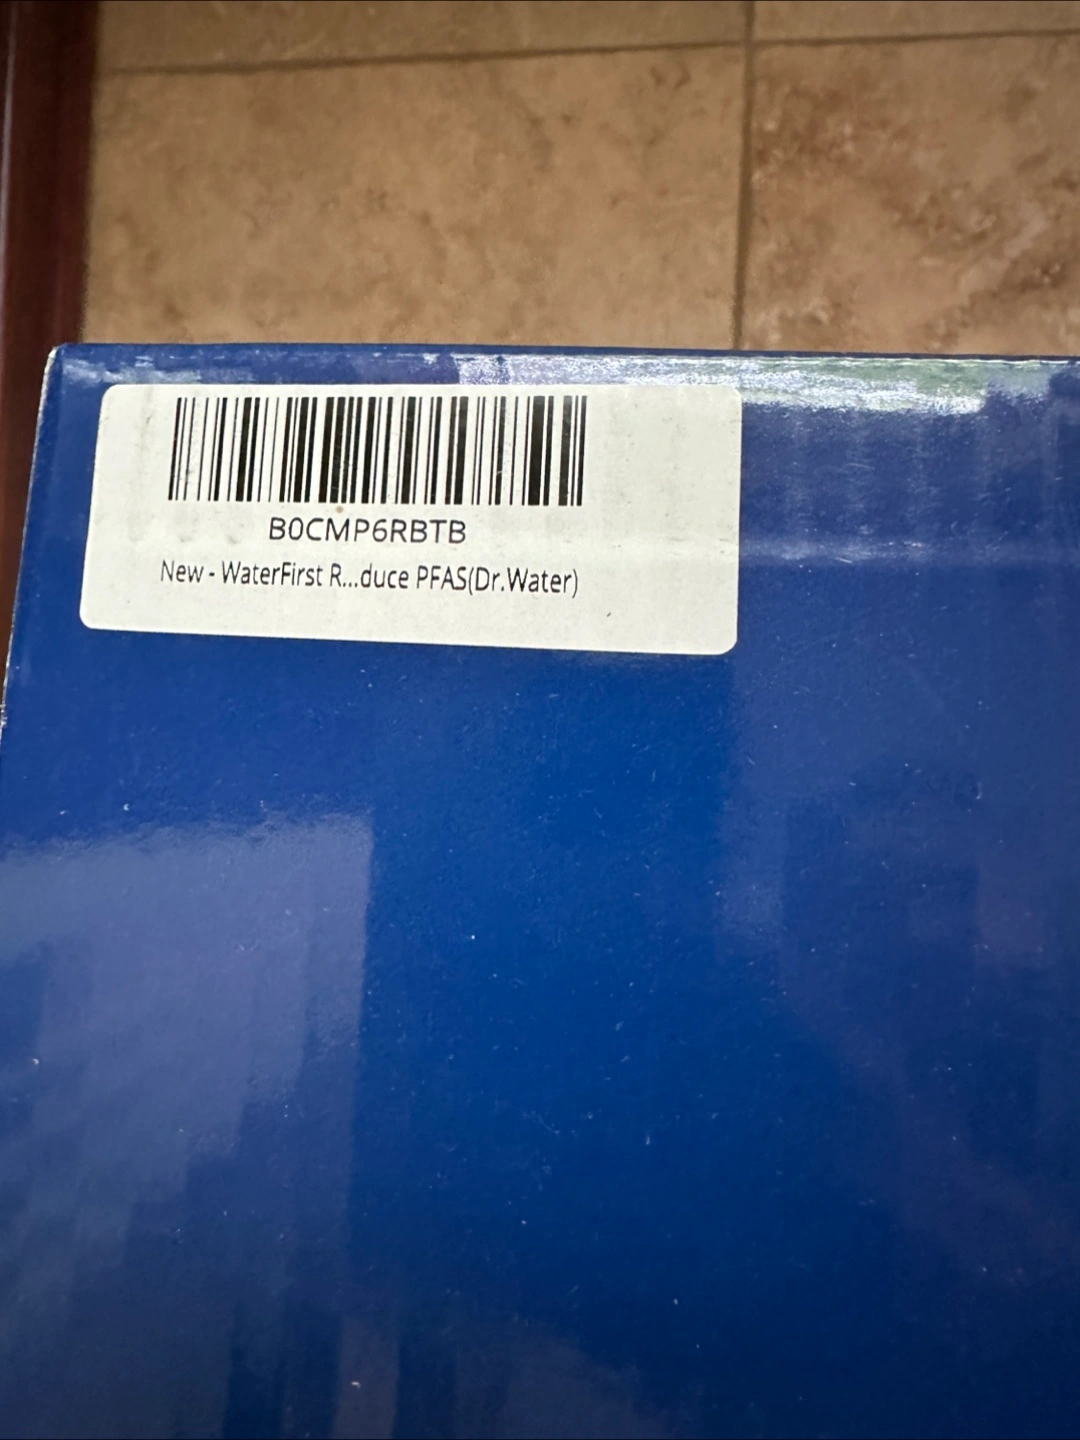 B0CMP6RBTB
New - WaterFirst R...duce PFAS(Dr.Water)